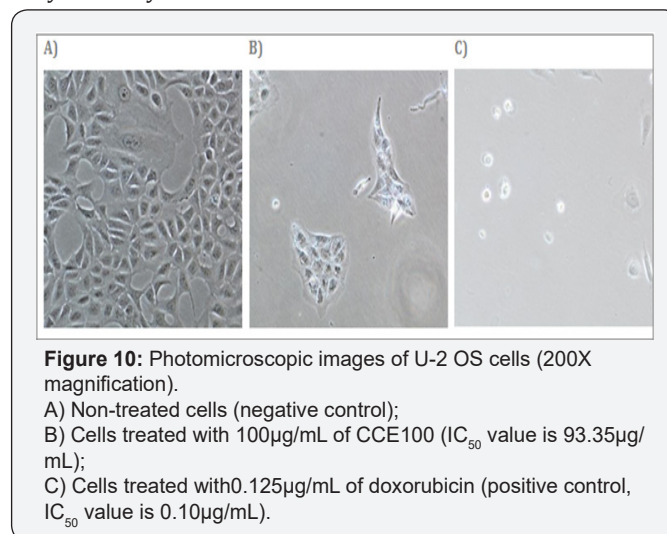 A) B) C)
Figure 10: Photomicroscopic images of U-2 OS cells (200X
magnification).
A) Non-treated cells (negative control);
B) Cells treated with 100µg/mL of CCE100 (IC50 value is 93.35µg/
mL);
C) Cells treated with0.125µg/mL of doxorubicin (positive control,
IC50 value is 0.10µg/mL).